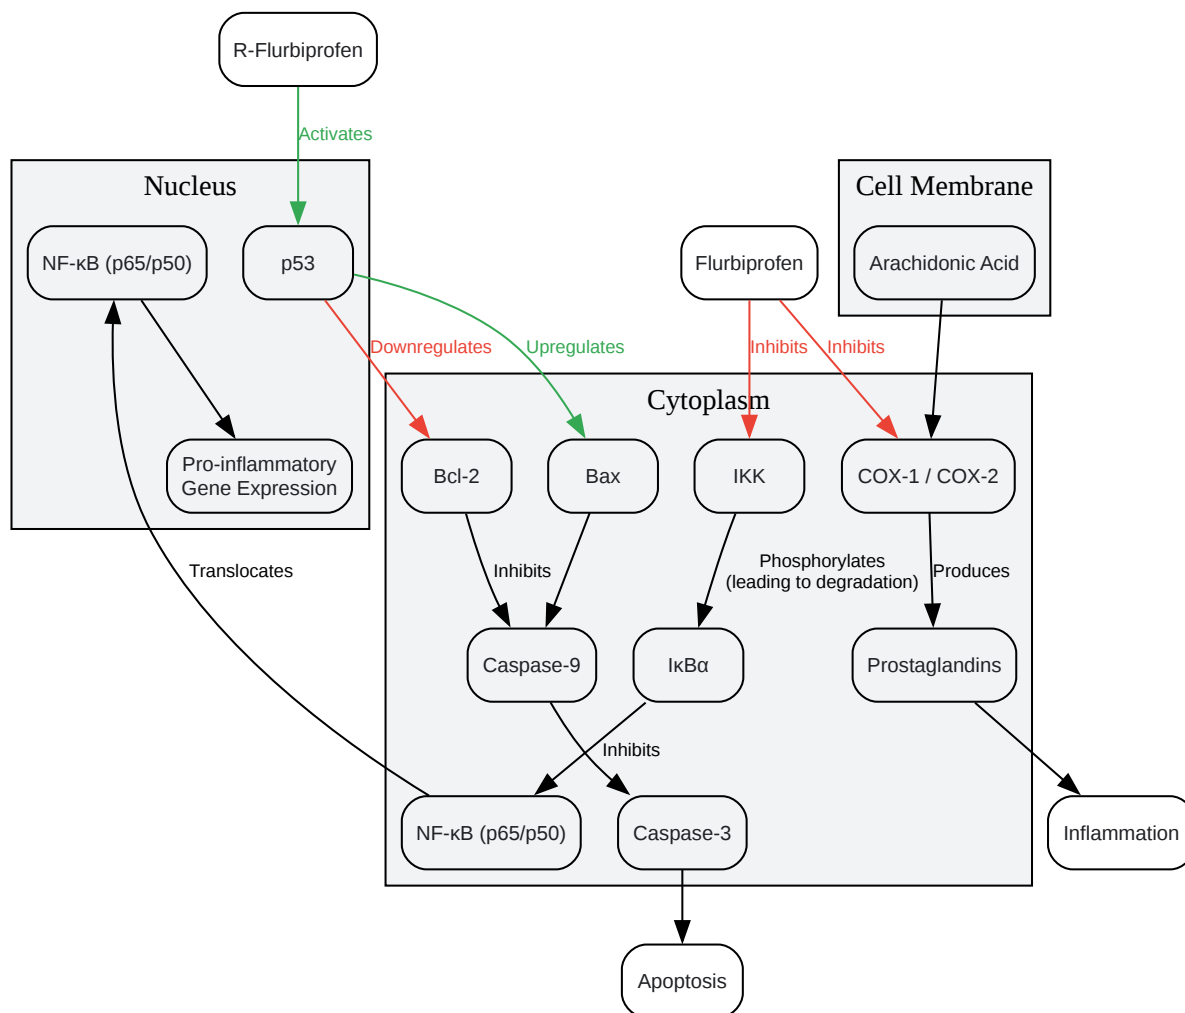 R-Flurbiprofen
Activates
Nucleus
Cell Membrane
NF-κB (p65/p50)
p53
Flurbiprofen
Arachidonic Acid
Downregulates
Upregulates
Inhibits
Inhibits
Cytoplasm
Pro-inflammatory
Gene Expression
Bcl-2
Bax
IKK
COX-1 / COX-2
Translocates
Inhibits
Phosphorylates
(leading to degradation)
Produces
Caspase-9
IκBα
Prostaglandins
Inhibits
NF-κB (p65/p50)
Caspase-3
Inflammation
Apoptosis